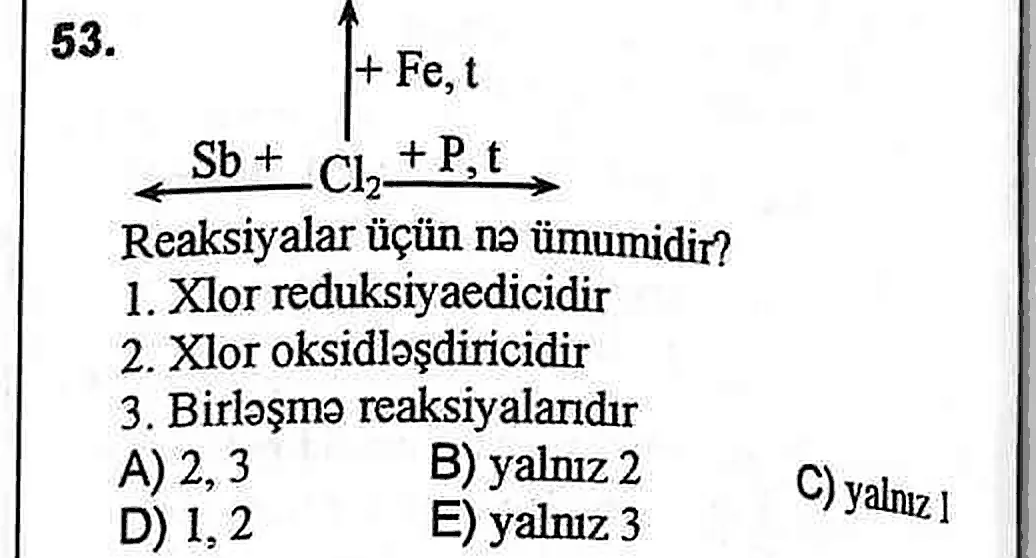 53.
+ Fe, t
Sb + Cl₂ + P, t
Reaksiyalar üçün nə ümumidir?
1. Xlor reduksiyaedicidir
2. Xlor oksidləşdiricidir
3. Birləşmə reaksiyalarıdır
A) 2, 3 B) yalnız 2 C) yalnız 1
D) 1, 2 E) yalnız 3